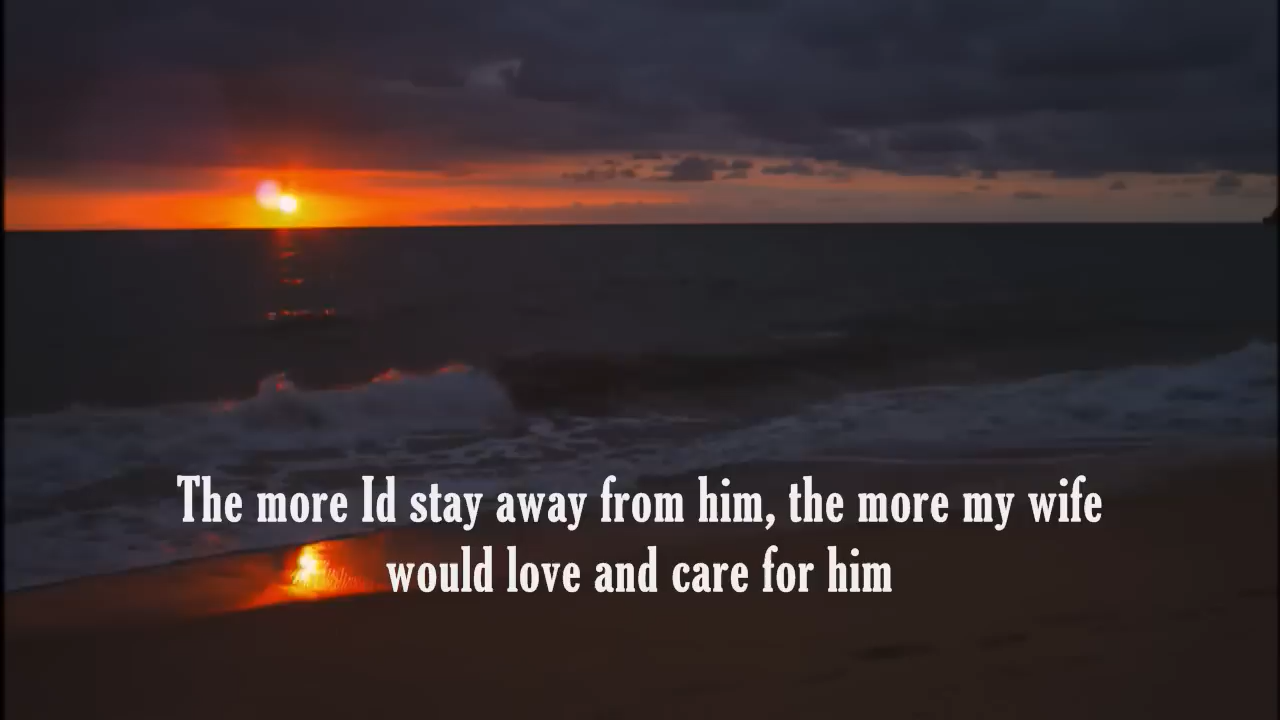 The more Id stay away from him, the more my wife
would love and care for him